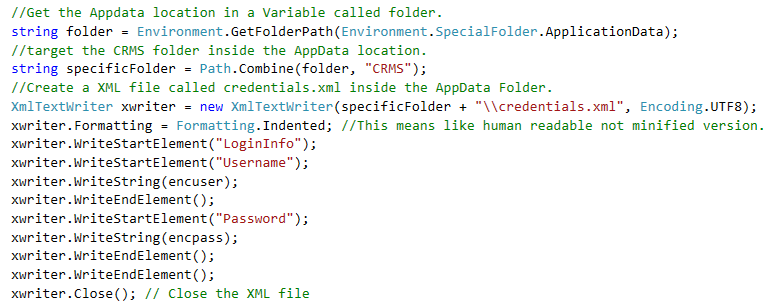 //Get the Appdata location in a Variable called folder.
string folder = Environment.GetFolderPath(Environment.SpecialFolder.ApplicationData);
//target the CRMS folder inside the AppData location.
string specificFolder = Path.Combine(folder, "CRMS");
//Create a XML file called credentials.xml inside the AppData Folder.
XmlTextWriter xwriter = new XmlTextWriter(specificFolder + "\\credentials.xml", Encoding.UTF8);
xwriter.Formatting = Formatting.Indented; //This means like human readable not minified version.
xwriter.WriteStartElement("LoginInfo");
xwriter.WriteStartElement("Username");
xwriter.WriteString(encuser);
xwriter.WriteEndElement();
xwriter.WriteStartElement("Password");
xwriter.WriteString(encpass);
xwriter.WriteEndElement();
xwriter.WriteEndElement();
xwriter.Close(); // Close the XML file